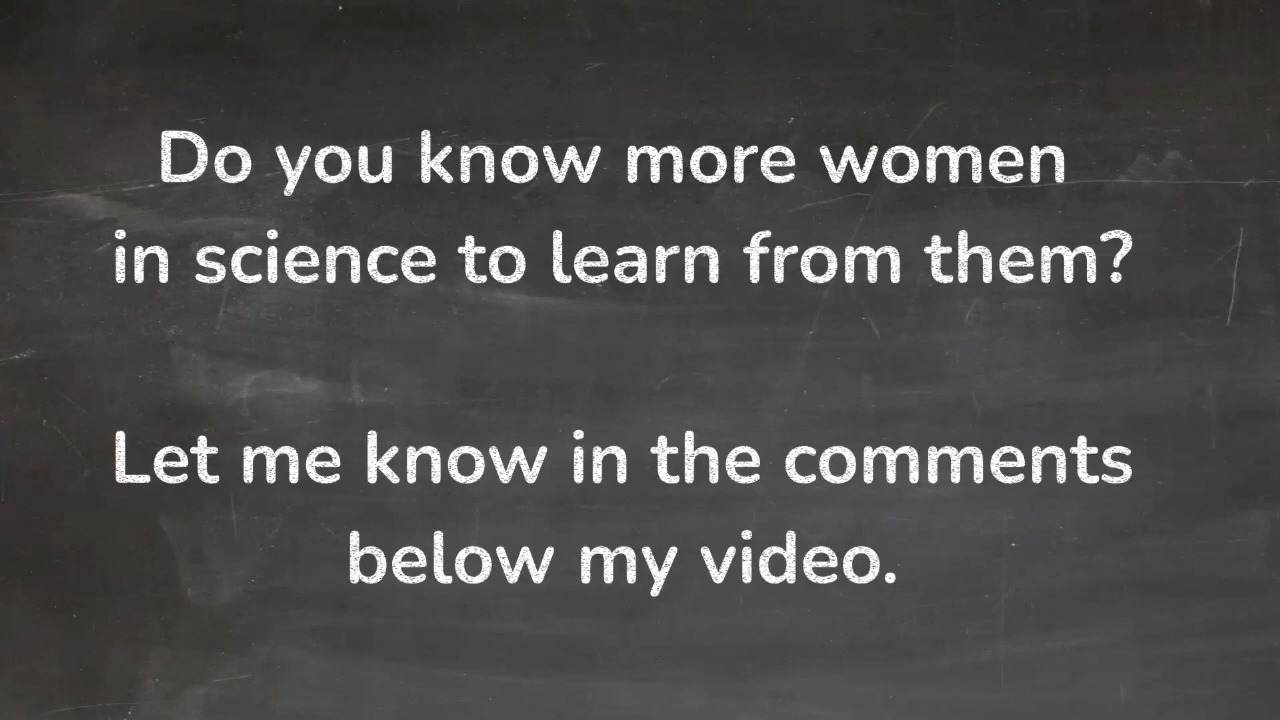 Do you know more women
in science to learn from them?
Let me know in the comments
below my video.